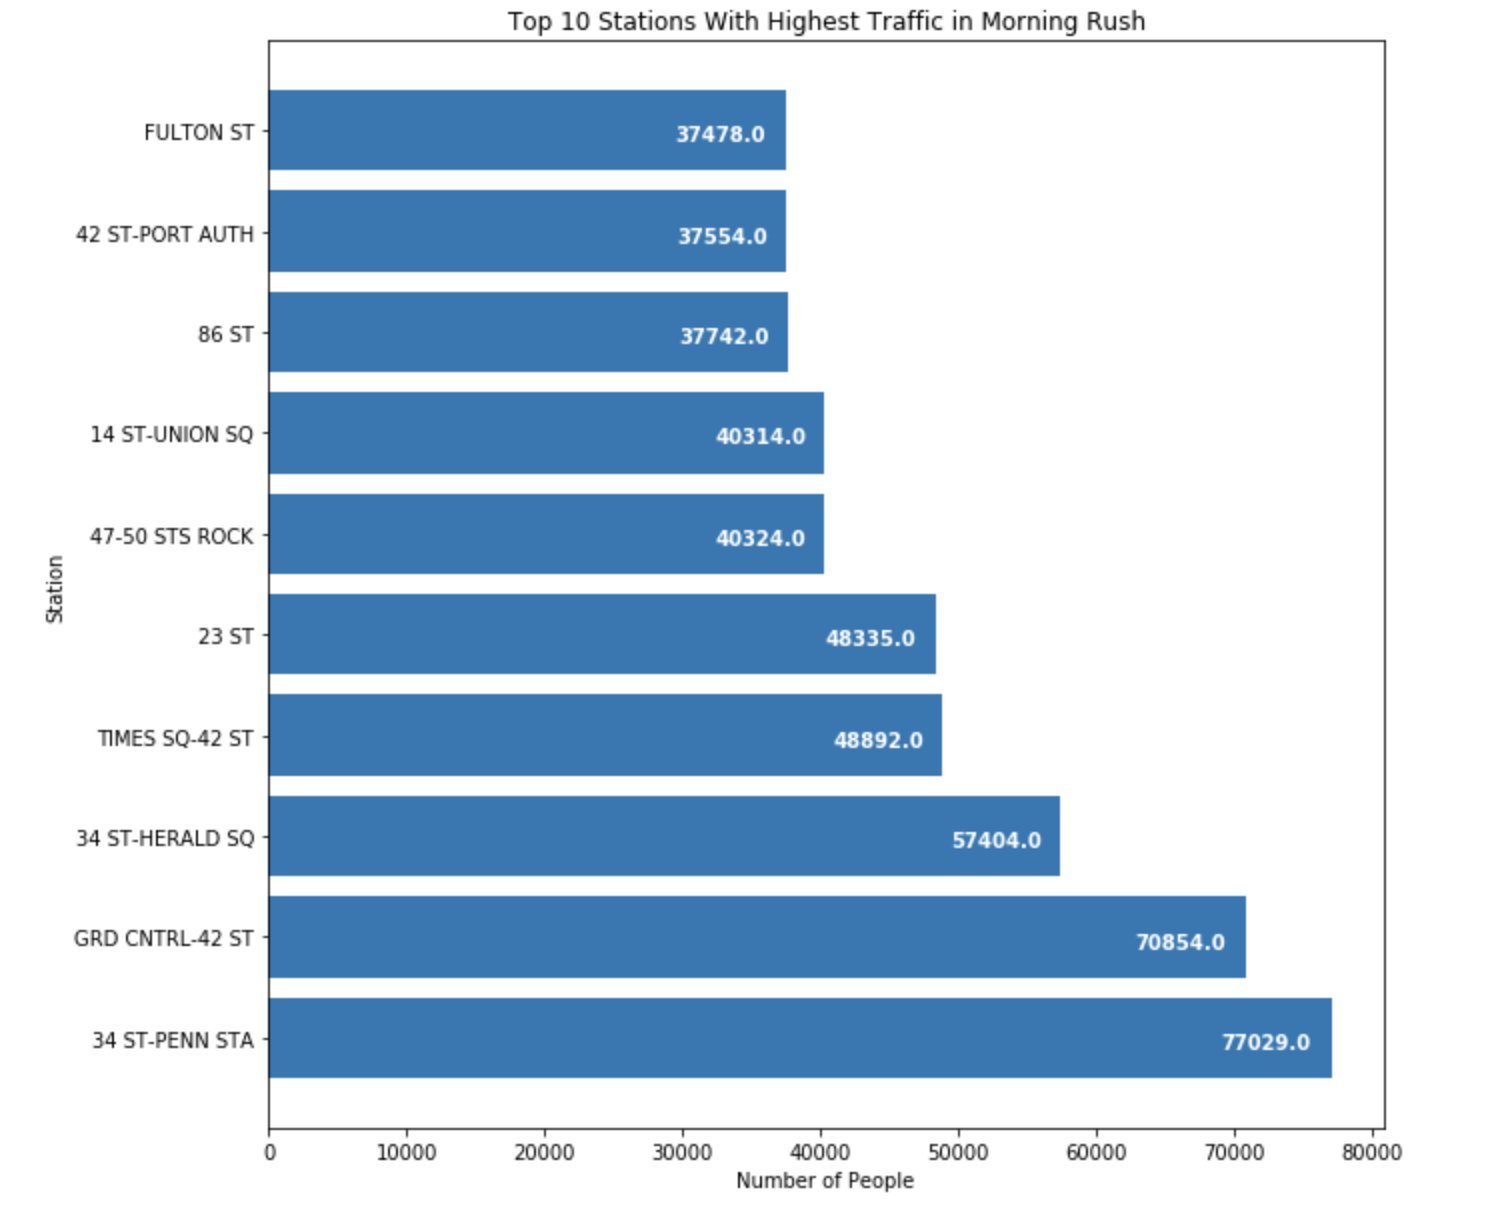 Top 10 Stations With Highest Traffic in Morning Rush
FULTON ST
37478.0
42 ST-PORT AUTH
37554.0
86 ST
37742.0
14 ST-UNION SQ
40314.0
47-50 STS ROCK
40324.0
23 ST
48335.0
TIMES SQ-42 ST
48892.0
34 ST-HERALD SQ
57404.0
GRD CNTRL-42 ST
70854.0
34 ST-PENN STA
77029.0
Station
0 10000 20000 30000 40000 50000 60000 70000 80000
Number of People